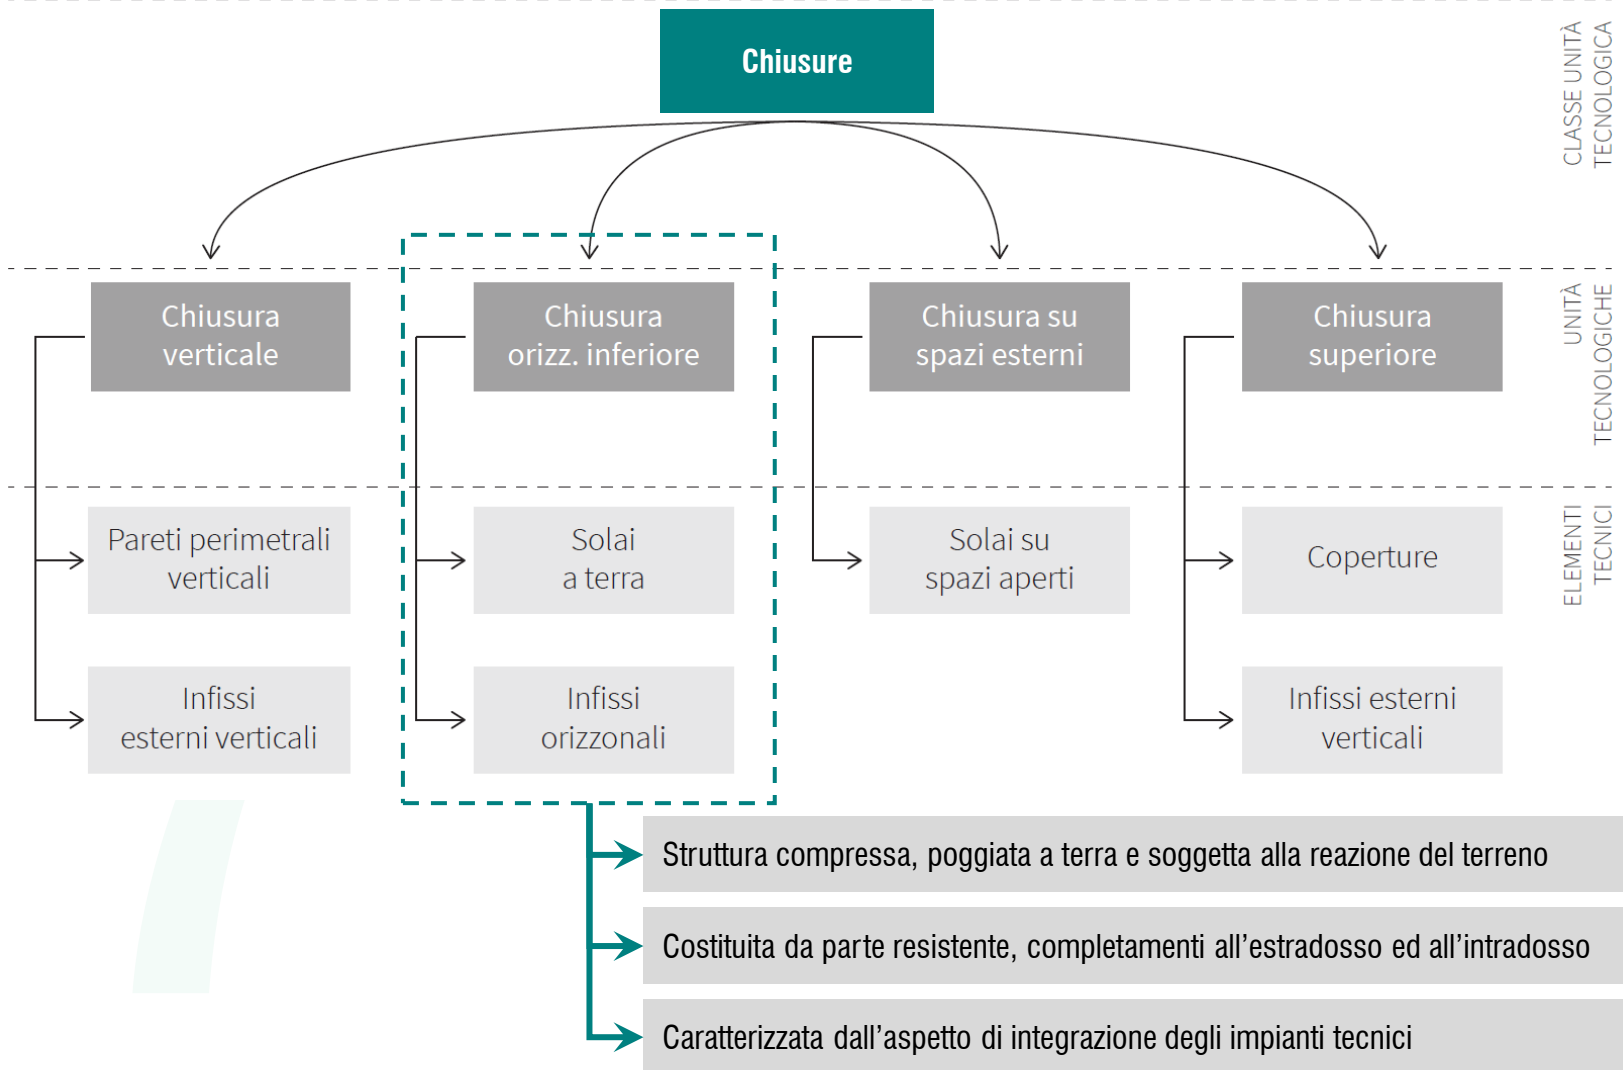 Chiusure
CLASSE UNITÀ
TECNOLOGICA
Chiusura
verticale
Chiusura
orizz. inferiore
Chiusura su
spazi esterni
Chiusura
superiore
UNITÀ
TECNOLOGICHE
Pareti perimetrali
verticali
Solai
a terra
Solai su
spazi aperti
Coperture
ELEMENTI
TECNICI
Infissi
esterni verticali
Infissi
orizzonali
Infissi esterni
verticali
Struttura compressa, poggiata a terra e soggetta alla reazione del terreno
Costituita da parte resistente, completamenti all’estradosso ed all’intradosso
Caratterizzata dall’aspetto di integrazione degli impianti tecnici